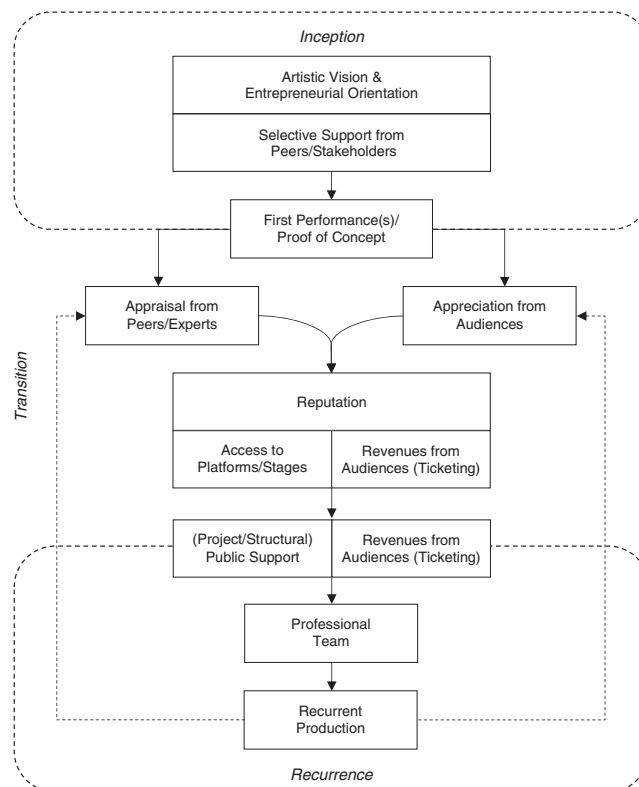 Inception
Artistic Vision &
Entrepreneurial Orientation
Selective Support from
Peers/Stakeholders
First Performance(s)/
Proof of Concept
Appraisal from
Peers/Experts
Appreciation from
Audiences
Transition
Reputation
Access to
Platforms/Stages
Revenues from
Audiences (Ticketing)
(Project/Structural)
Public Support
Revenues from
Audiences (Ticketing)
Professional
Team
Recurrent
Production
Recurrence